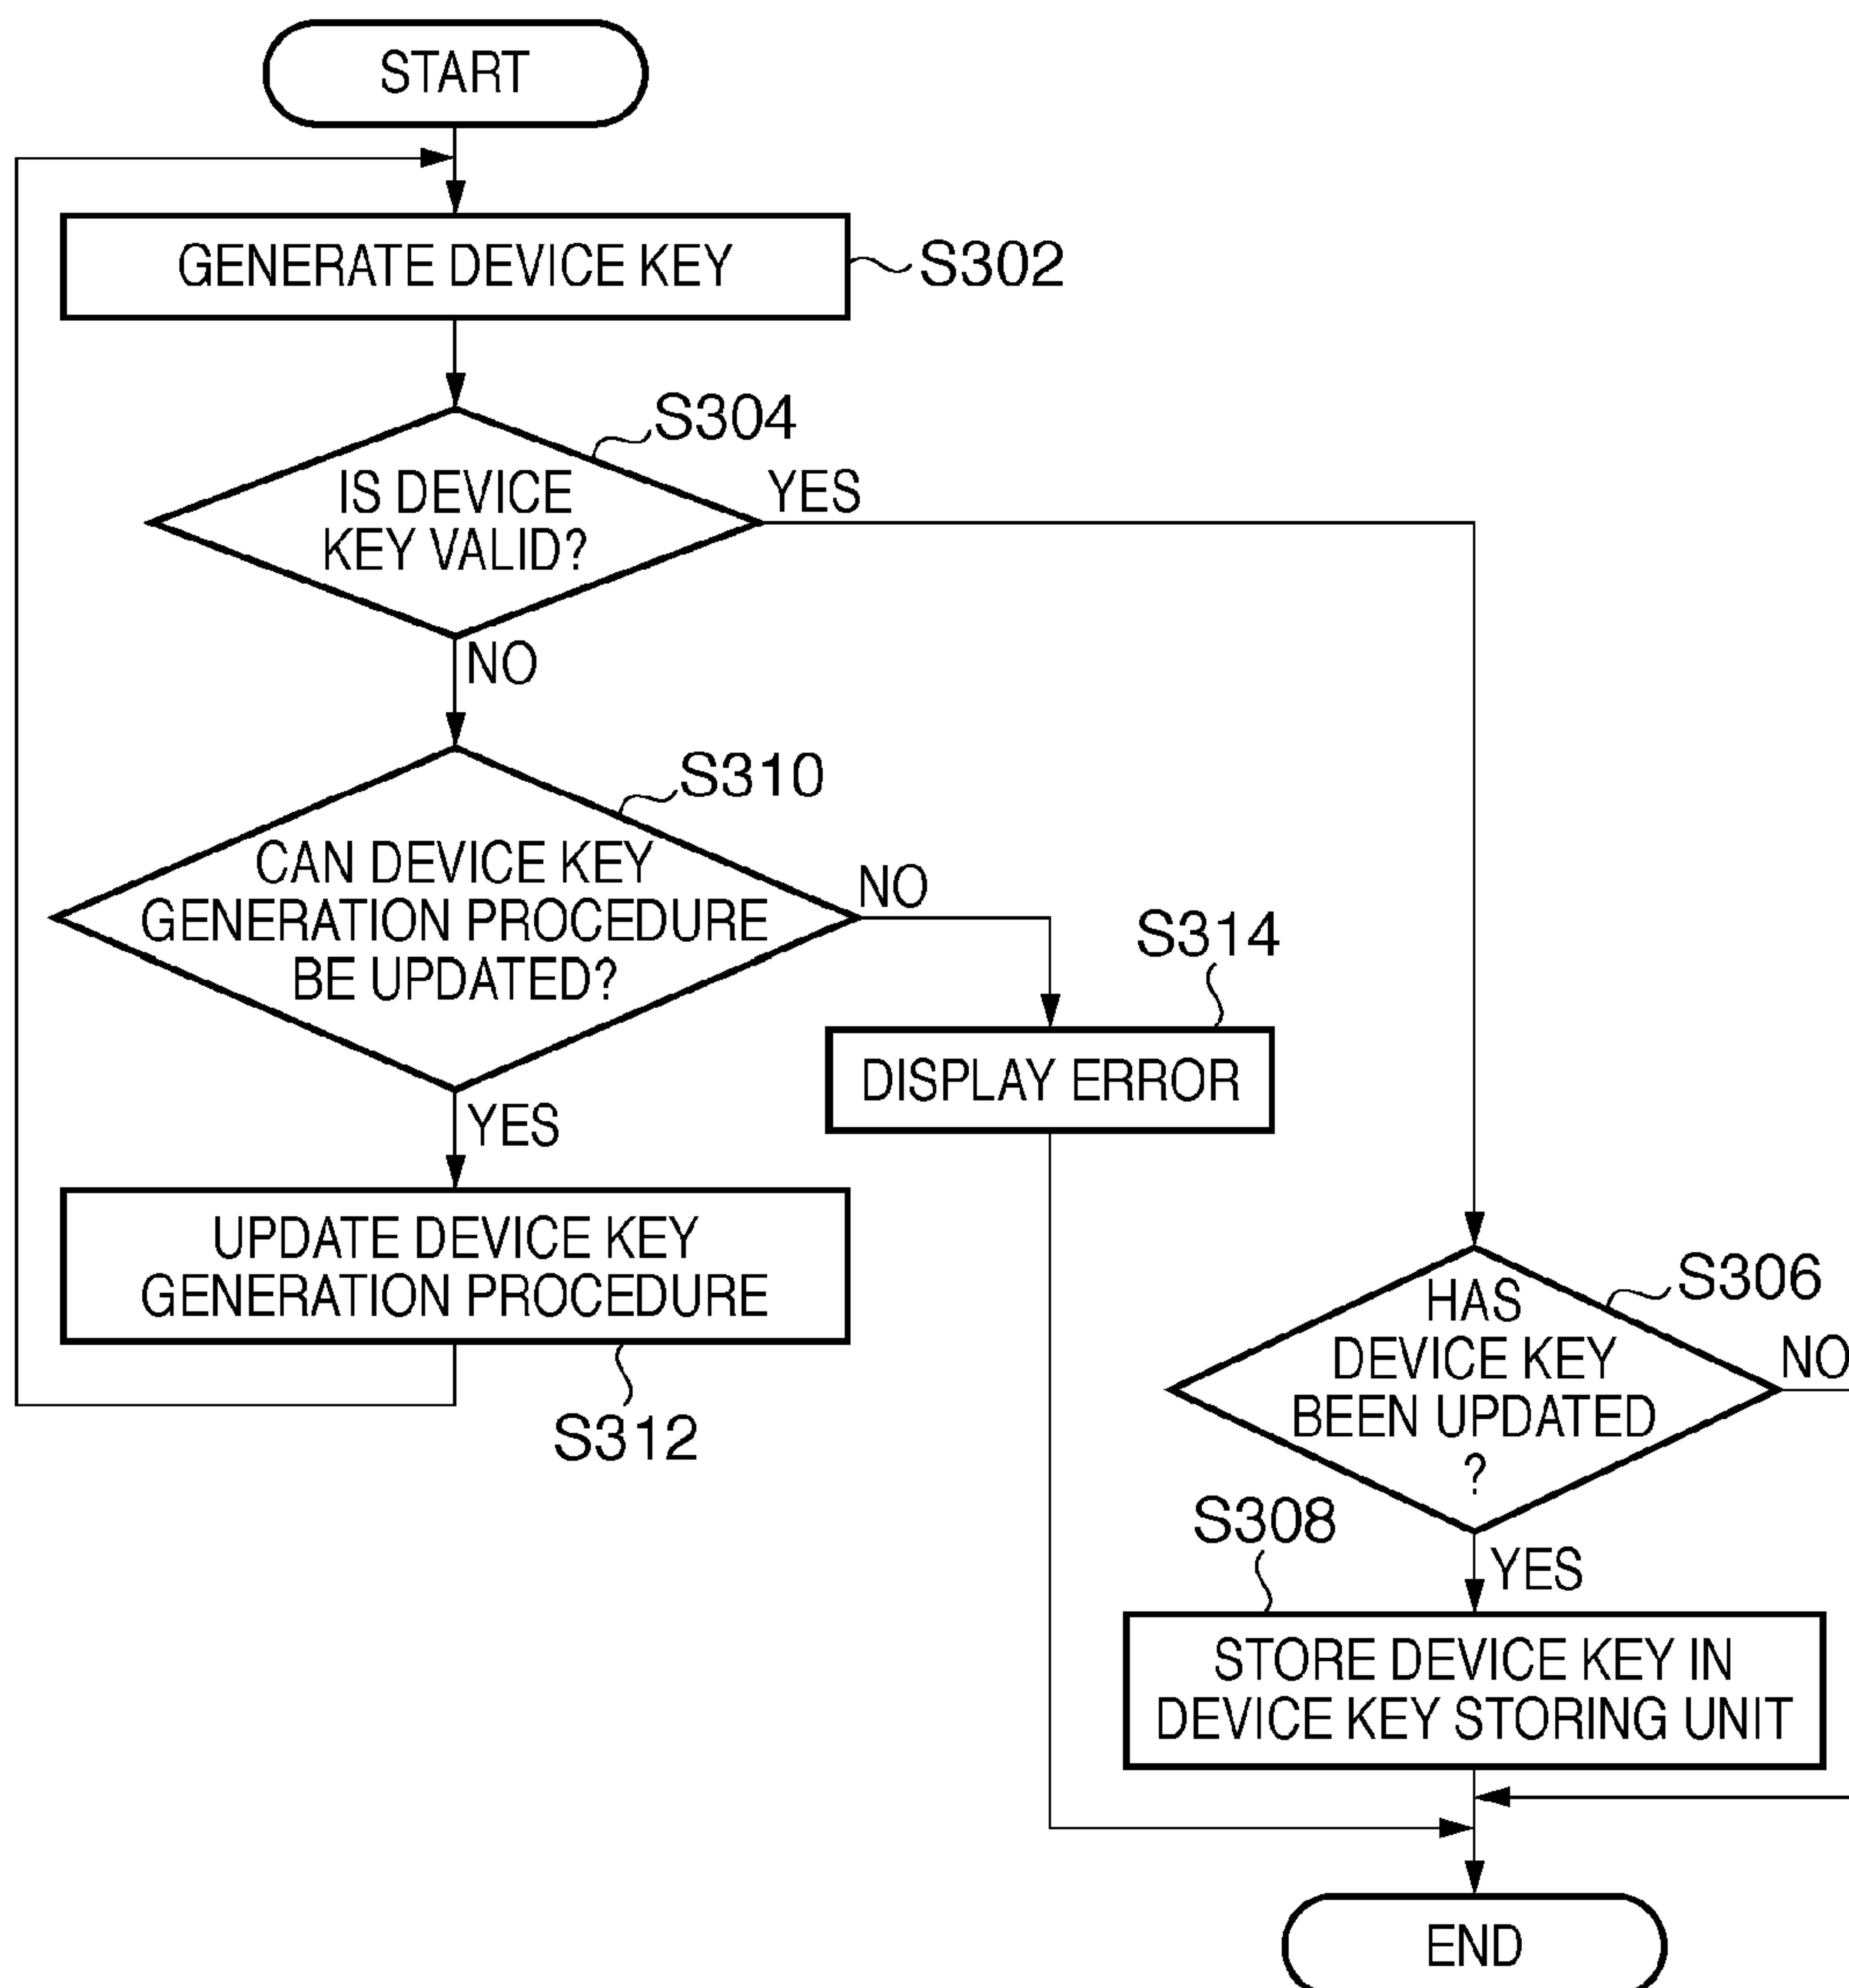 START
GENERATE DEVICE KEY
S302
S304
IS DEVICE
KEY VALID?
YES
NO
S310
CAN DEVICE KEY
GENERATION PROCEDURE
BE UPDATED?
NO
S314
DISPLAY ERROR
YES
UPDATE DEVICE KEY
GENERATION PROCEDURE
S312
S306
HAS
DEVICE KEY
BEEN UPDATED
?
NO
S308
YES
STORE DEVICE KEY IN
DEVICE KEY STORING UNIT
END